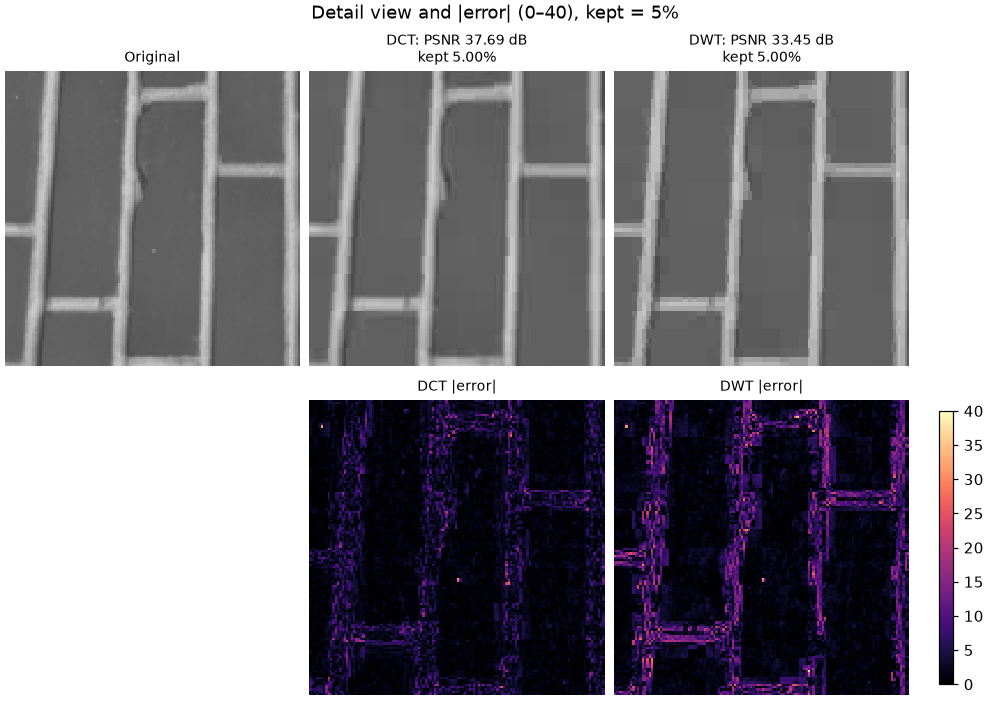 Detail view and |error| (0–40), kept = 5%
Original
DCT: PSNR 37.69 dB
kept 5.00%
DWT: PSNR 33.45 dB
kept 5.00%
DCT |error|
DWT |error|
40
35
30
25
20
15
10
5
0